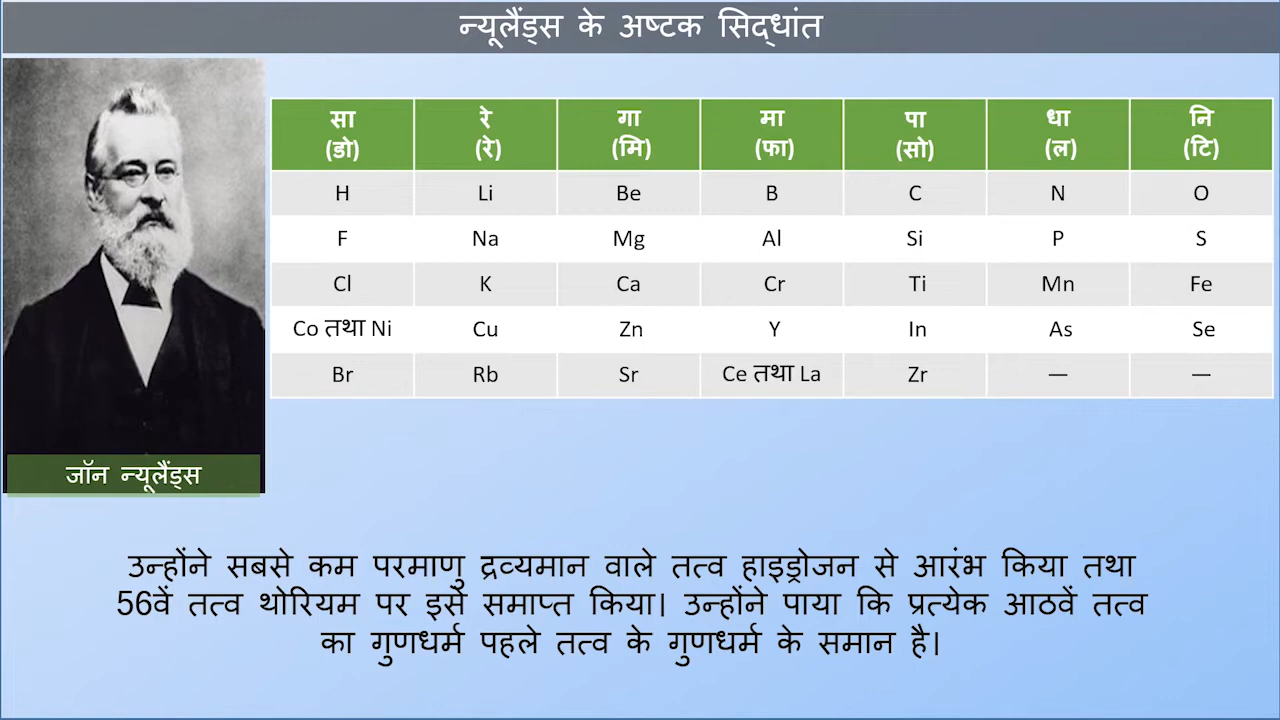 न्यूलैंड्स के अष्टक सिद्धांत
सा रे गा मा पा धा नि
(डो) (रे) (मि) (फा) (सो) (ल) (टि)
H Li Be B C N O
F Na Mg Al Si P S
Cl K Ca Cr Ti Mn Fe
Co तथा Ni Cu Zn Y In As Se
Br Rb Sr Ce तथा La Zr — —
जॉन न्यूलैंड्स
उन्होंने सबसे कम परमाणु द्रव्यमान वाले तत्व हाइड्रोजन से आरंभ किया तथा
56वें तत्व थोरियम पर इसे समाप्त किया। उन्होंने पाया कि प्रत्येक आठवें तत्व
का गुणधर्म पहले तत्व के गुणधर्म के समान है।